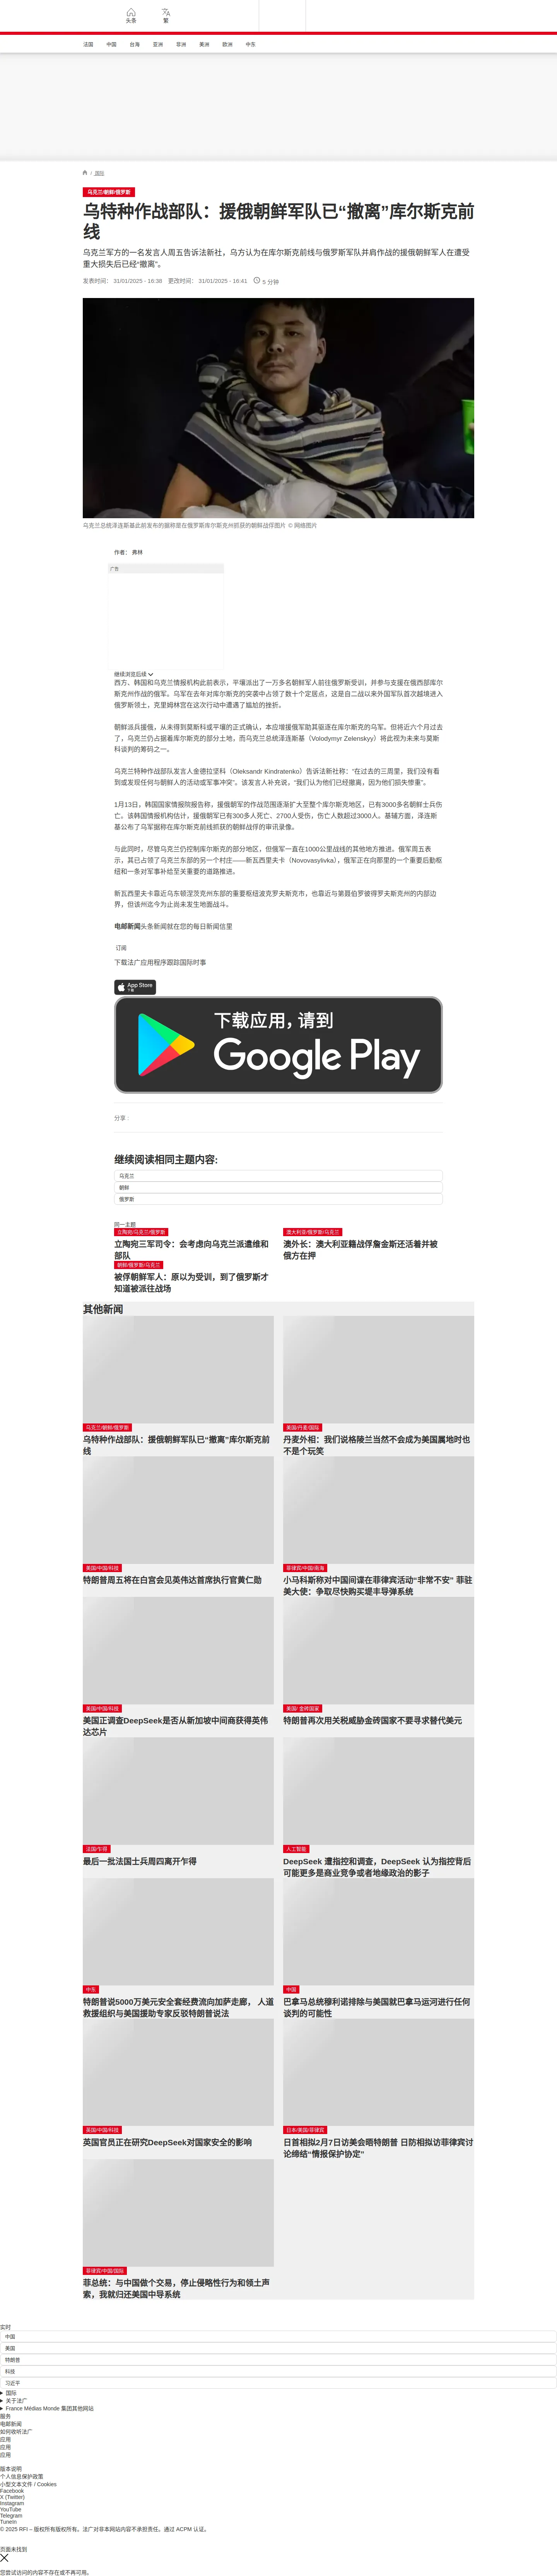 头条
繁
法国 中国 台海 亚洲 非洲 美洲 欧洲 中东
/ 国际
乌克兰/朝鲜/俄罗斯
乌特种作战部队：援俄朝鲜军队已“撤离”库尔斯克前
线
乌克兰军方的一名发言人周五告诉法新社，乌方认为在库尔斯克前线与俄罗斯军队并肩作战的援俄朝鲜军人在遭受
重大损失后已经“撤离”。
发表时间： 31/01/2025 - 16:38 更改时间： 31/01/2025 - 16:41 5 分钟
乌克兰总统泽连斯基此前发布的据称是在俄罗斯库尔斯克州抓获的朝鲜战俘图片 © 网络图片
作者： 弗林
广告
继续浏览后续
西方、韩国和乌克兰情报机构此前表示，平壤派出了一万多名朝鲜军人前往俄罗斯受训，并参与支援在俄西部库尔
斯克州作战的俄军。乌军在去年对库尔斯克的突袭中占领了数十个定居点，这是自二战以来外国军队首次越境进入
俄罗斯领土，克里姆林宫在这次行动中遭遇了尴尬的挫折。
朝鲜派兵援俄，从未得到莫斯科或平壤的正式确认，本应增援俄军助其驱逐在库尔斯克的乌军。但将近六个月过去
了，乌克兰仍占据着库尔斯克的部分土地，而乌克兰总统泽连斯基（Volodymyr Zelenskyy）将此视为未来与莫斯
科谈判的筹码之一。
乌克兰特种作战部队发言人金德拉坚科（Oleksandr Kindratenko）告诉法新社称：“在过去的三周里，我们没有看
到或发现任何与朝鲜人的活动或军事冲突”。该发言人补充说，“我们认为他们已经撤离，因为他们损失惨重”。
1月13日，韩国国家情报院报告称，援俄朝军的作战范围逐渐扩大至整个库尔斯克地区，已有3000多名朝鲜士兵伤
亡。该韩国情报机构估计，援俄朝军已有300多人死亡、2700人受伤，伤亡人数超过3000人。基辅方面，泽连斯
基公布了乌军据称在库尔斯克前线抓获的朝鲜战俘的审讯录像。
与此同时，尽管乌克兰仍控制库尔斯克的部分地区，但俄军一直在1000公里战线的其他地方推进。俄军周五表
示，其已占领了乌克兰东部的另一个村庄——新瓦西里夫卡（Novovasylivka），俄军正在向那里的一个重要后勤枢
纽和一条对军事补给至关重要的道路推进。
新瓦西里夫卡靠近乌东顿涅茨克州东部的重要枢纽波克罗夫斯克市，也靠近与第聂伯罗彼得罗夫斯克州的内部边
界，但该州迄今为止尚未发生地面战斗。
电邮新闻头条新闻就在您的每日新闻信里
订阅
下载法广应用程序跟踪国际时事
App Store
下载
下载应用，请到
Google Play
分享 :
继续阅读相同主题内容:
乌克兰
朝鲜
俄罗斯
同一主题
立陶宛/乌克兰/俄罗斯
立陶宛三军司令：会考虑向乌克兰派遣维和
部队
澳大利亚/俄罗斯/乌克兰
澳外长：澳大利亚籍战俘詹金斯还活着并被
俄方在押
朝鲜/俄罗斯/乌克兰
被俘朝鲜军人：原以为受训，到了俄罗斯才
知道被派往战场
其他新闻
乌克兰/朝鲜/俄罗斯
乌特种作战部队：援俄朝鲜军队已“撤离”库尔斯克前
线
美国/丹麦/国际
丹麦外相：我们说格陵兰当然不会成为美国属地时也
不是个玩笑
美国/中国/科技
特朗普周五将在白宫会见英伟达首席执行官黄仁勋
菲律宾/中国/南海
小马科斯称对中国间谍在菲律宾活动“非常不安” 菲驻
美大使：争取尽快购买堤丰导弹系统
美国/中国/科技
美国正调查DeepSeek是否从新加坡中间商获得英伟
达芯片
美国/ 金砖国家
特朗普再次用关税威胁金砖国家不要寻求替代美元
法国/乍得
最后一批法国士兵周四离开乍得
人工智能
DeepSeek 遭指控和调查，DeepSeek 认为指控背后
可能更多是商业竞争或者地缘政治的影子
中东
特朗普说5000万美元安全套经费流向加萨走廊， 人道
救援组织与美国援助专家反驳特朗普说法
中国
巴拿马总统穆利诺排除与美国就巴拿马运河进行任何
谈判的可能性
英国/中国/科技
英国官员正在研究DeepSeek对国家安全的影响
日本/美国/菲律宾
日首相拟2月7日访美会晤特朗普 日防相拟访菲律宾讨
论缔结“情报保护协定”
菲律宾/中国/国际
菲总统：与中国做个交易，停止侵略性行为和领土声
索，我就归还美国中导系统
实时
中国
美国
特朗普
科技
习近平
国际
关于法广
France Médias Monde 集团其他网站
服务
电邮新闻
如何收听法广
应用
应用
应用
版本说明
个人信息保护政策
小型文本文件 / Cookies
Facebook
X (Twitter)
Instagram
YouTube
Telegram
TuneIn
© 2025 RFI – 版权所有版权所有。法广对非本网站内容不承担责任。通过 ACPM 认证。
页面未找到
您尝试访问的内容不存在或不再可用。